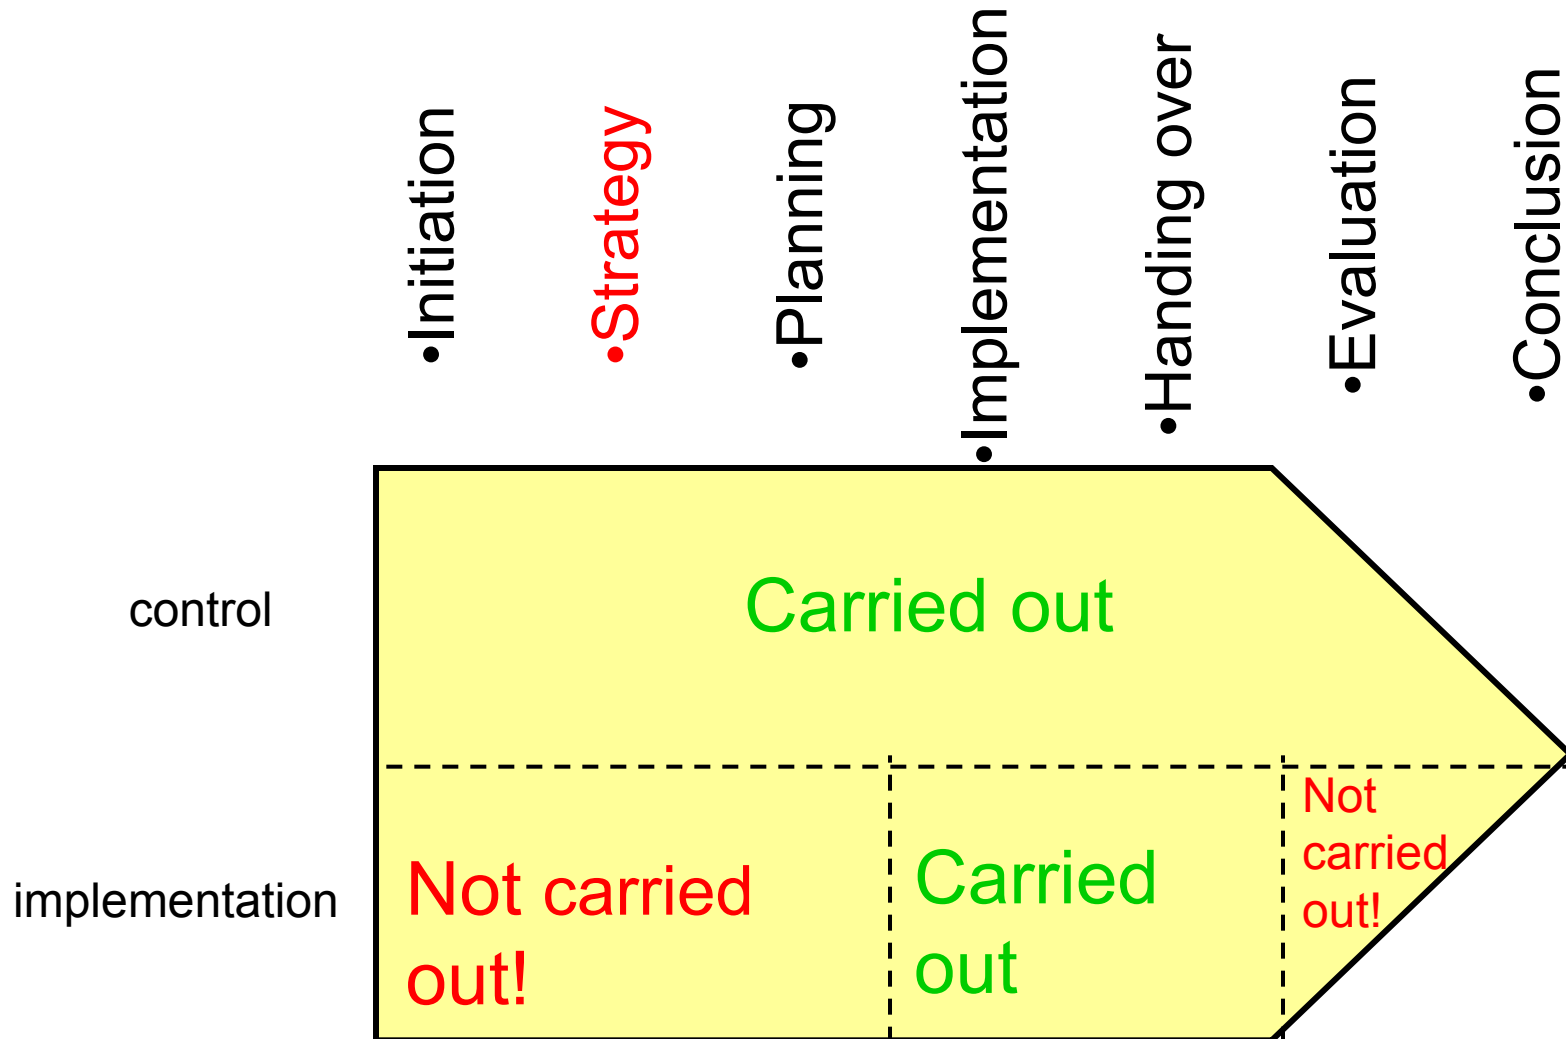 •Initiation
•Strategy
•Planning
•Implementation
•Handing over
•Evaluation
•Conclusion
control
Carried out
implementation
Not carried
out!
Carried
out
Not
carried
out!